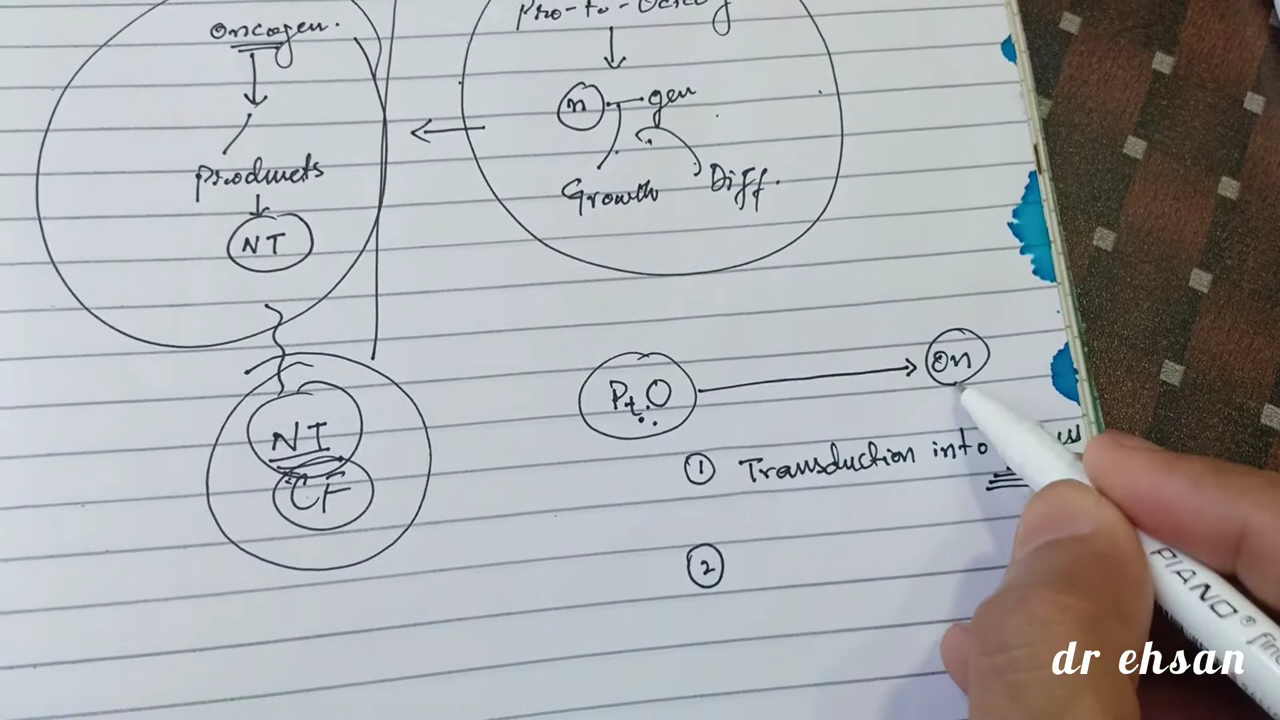 Oncogen.
Products
NT
NT
CF
n
gen
Growth
Diff.
Pt.O
On
1 Transduction into
2
PIANO®
dr ehsan